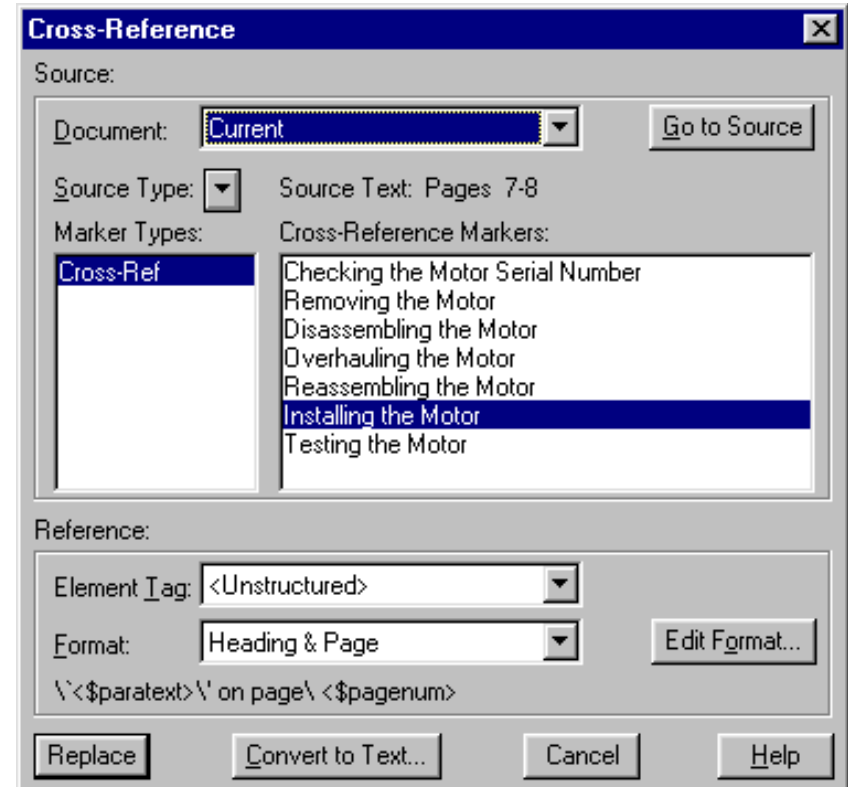 Cross-Reference
Source:
Document: Current Go to Source
Source Type: Source Text: Pages 7-8
Marker Types: Cross-Reference Markers:
Cross-Ref Checking the Motor Serial Number
Removing the Motor
Disassembling the Motor
Overhauling the Motor
Reassembling the Motor
Installing the Motor
Testing the Motor
Reference:
Element Tag: <Unstructured>
Format: Heading & Page Edit Format...
\`<$paratext>\' on page\ <$pagenum>
Replace Convert to Text... Cancel Help